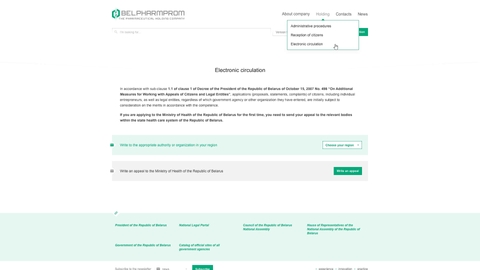 BELPHARMPROM
THE PHARMACEUTICAL HOLDING COMPANY
About company
Holding
Contacts
News
Administrative procedures
Reception of citizens
Electronic circulation
Electronic circulation
In accordance with sub-clause 1.1 of clause 1 of Decree of the President of the Republic of Belarus of October 15, 2007 No. 498 "On Additional
Measures for Working with Appeals of Citizens and Legal Entities", applications (proposals, statements, complaints) of citizens, including individual
entrepreneurs, as well as legal entities, regardless of which government agency or other organization they have entered, are initially subject to
consideration on the merits in accordance with the competence.
If you are applying to the Ministry of Health of the Republic of Belarus for the first time, you need to send your appeal to the relevant bodies
within the state health care system of the Republic of Belarus.
Write to the appropriate authority or organization in your region
Choose your region
Write an appeal to the Ministry of Health of the Republic of Belarus
Write an appeal
President of the Republic of Belarus
National Legal Portal
Council of the Republic of Belarus
National Assembly
House of Representatives of the
National Assembly of the Republic of
Belarus
Government of the Republic of Belarus
Catalog of official sites of all
government agencies